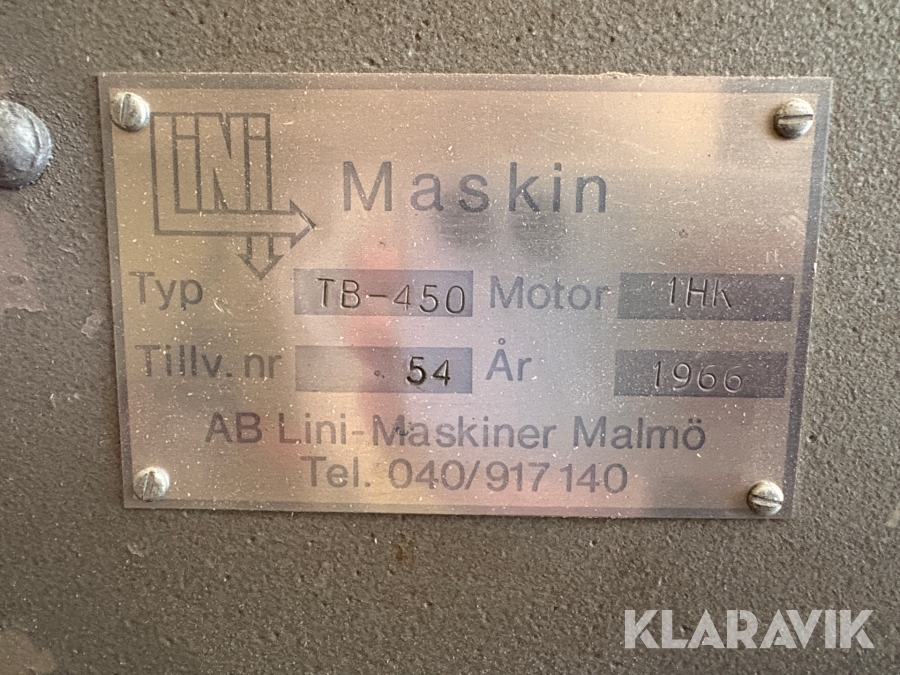 LiNi Maskin
Typ TB-450 Motor 1HK
Tillv. nr 54 År 1966
AB Lini-Maskiner Malmö
Tel. 040/917 140
KLARAVIK